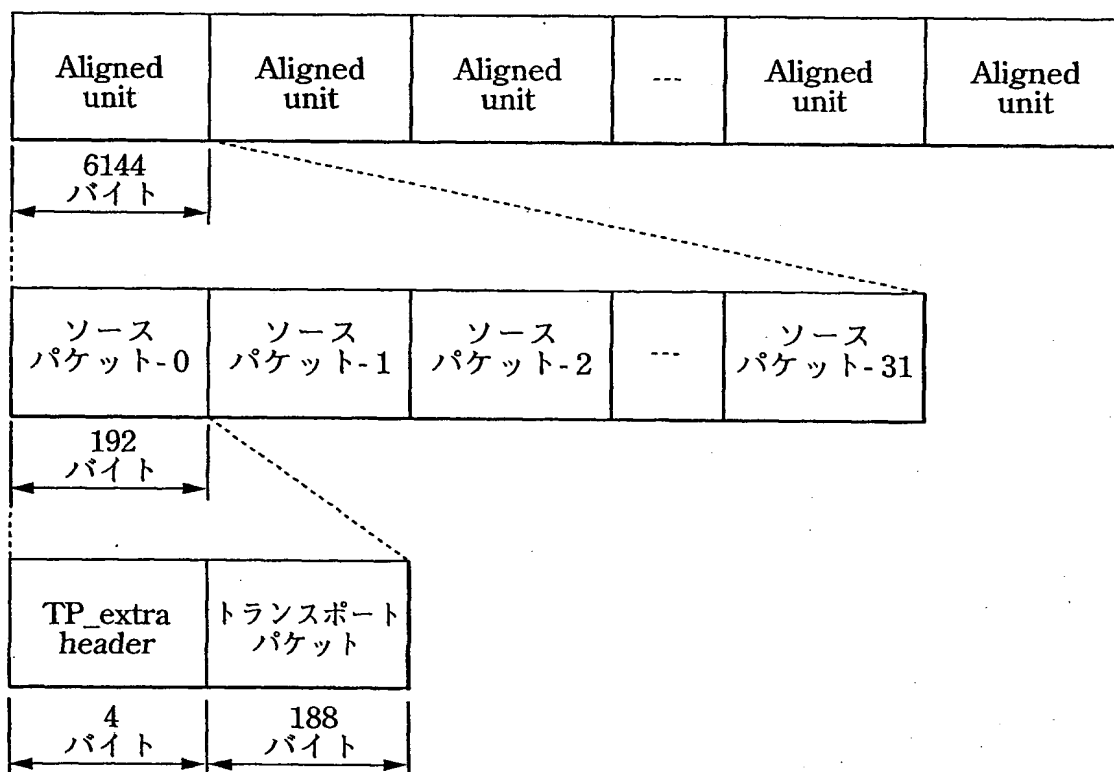 Aligned
unit
Aligned
unit
Aligned
unit
---
Aligned
unit
Aligned
unit
6144
バイト
ソース
パケット-0
ソース
パケット-1
ソース
パケット-2
---
ソース
パケット-31
192
バイト
TP_extra
header
トランスポート
パケット
4
バイト
188
バイト